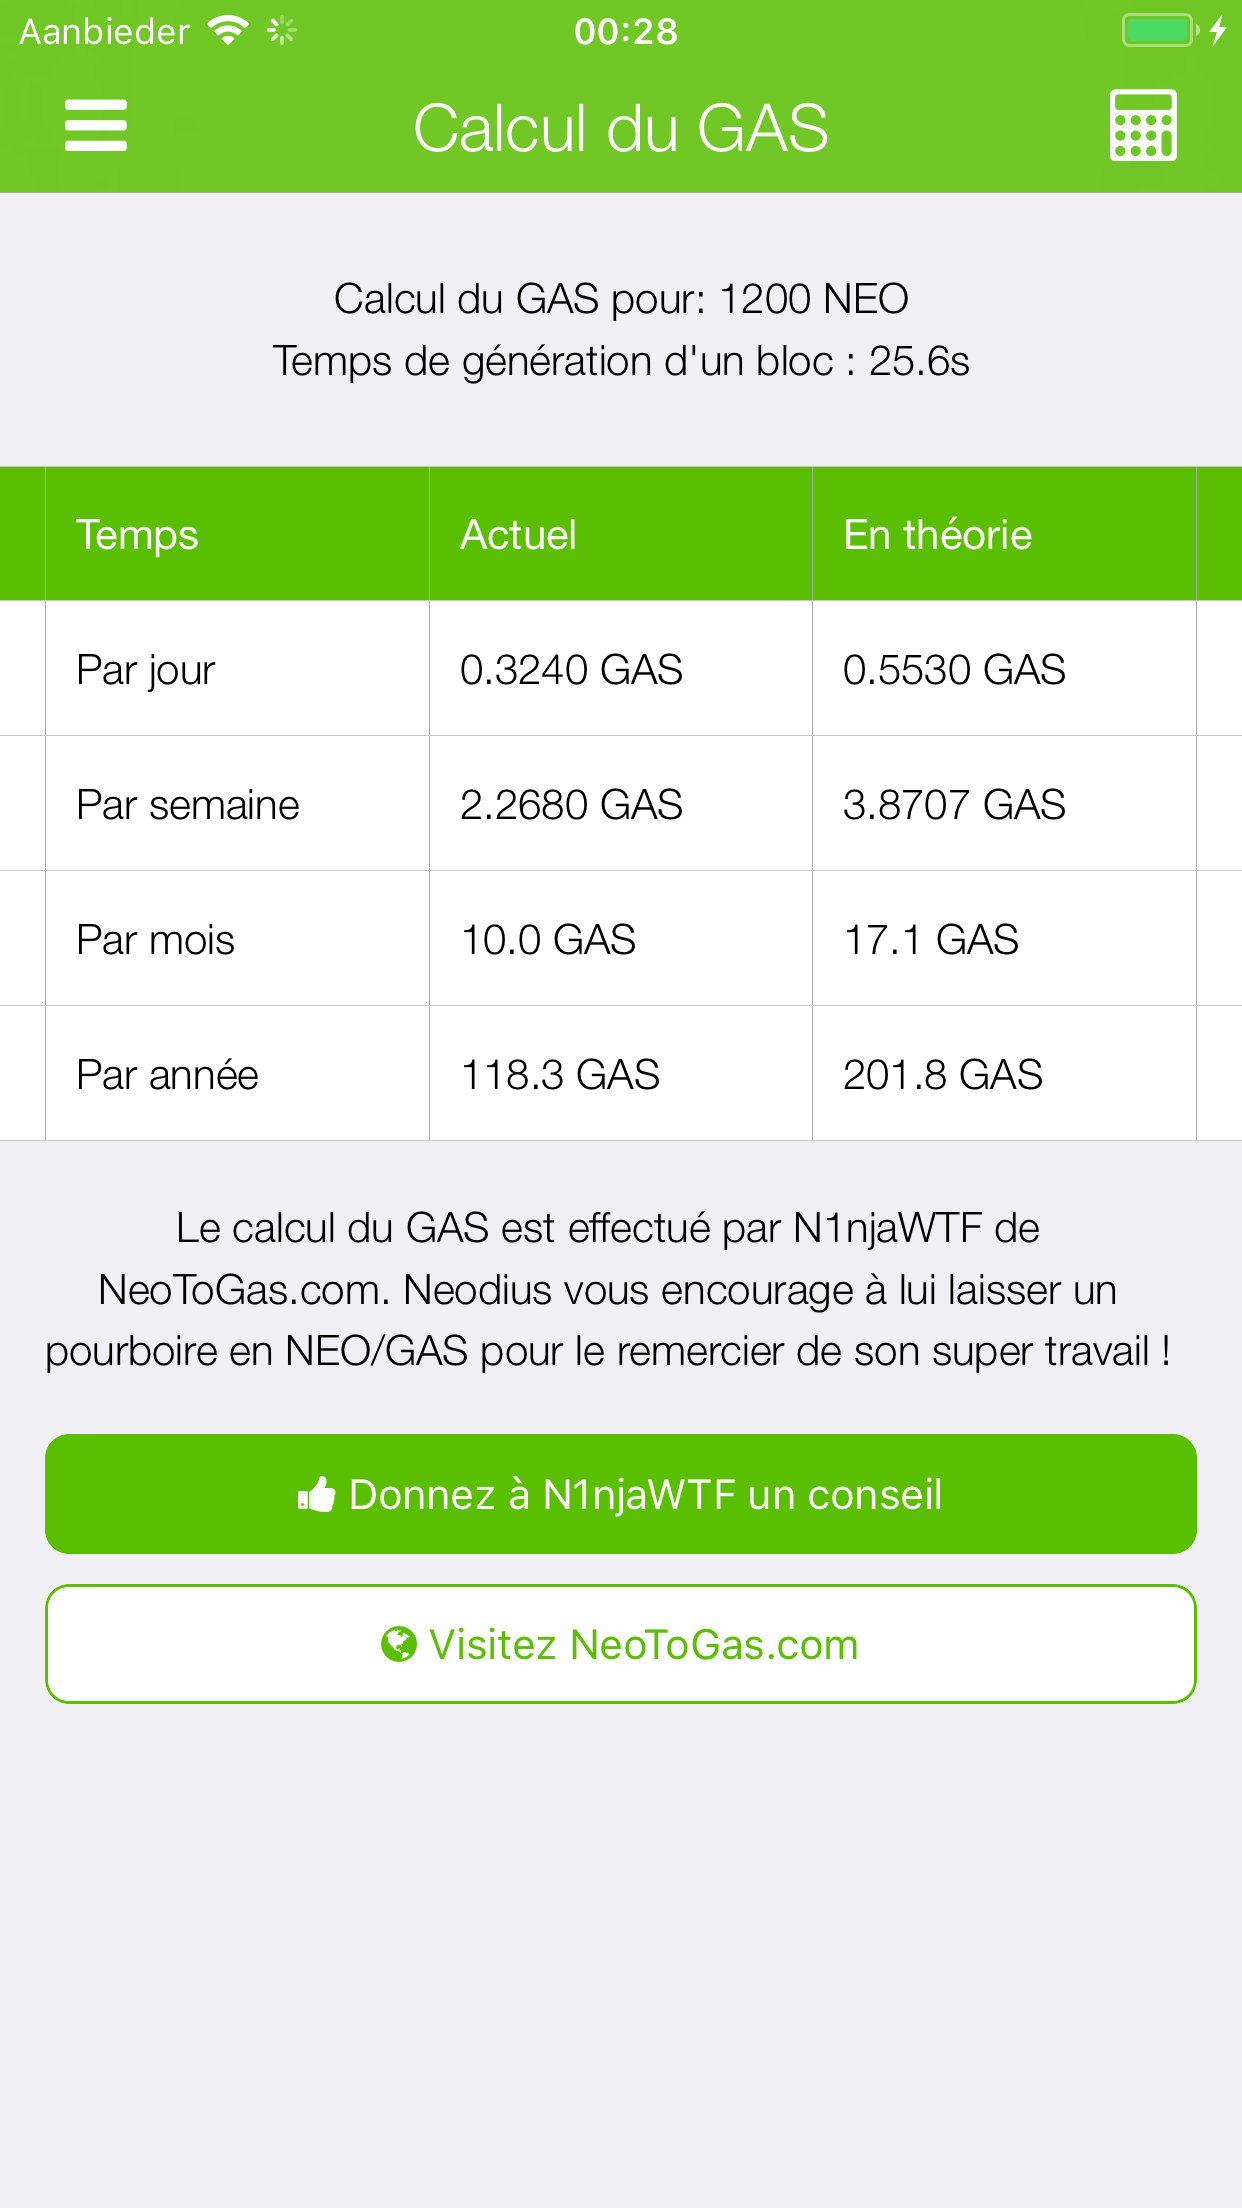 Aanbieder 00:28
Calcul du GAS
Calcul du GAS pour: 1200 NEO
Temps de génération d'un bloc : 25.6s
Temps Actuel En théorie
Par jour 0.3240 GAS 0.5530 GAS
Par semaine 2.2680 GAS 3.8707 GAS
Par mois 10.0 GAS 17.1 GAS
Par année 118.3 GAS 201.8 GAS
Le calcul du GAS est effectué par N1njaWTF de
NeoToGas.com. Neodius vous encourage à lui laisser un
pourboire en NEO/GAS pour le remercier de son super travail !
Donnez à N1njaWTF un conseil
Visitez NeoToGas.com